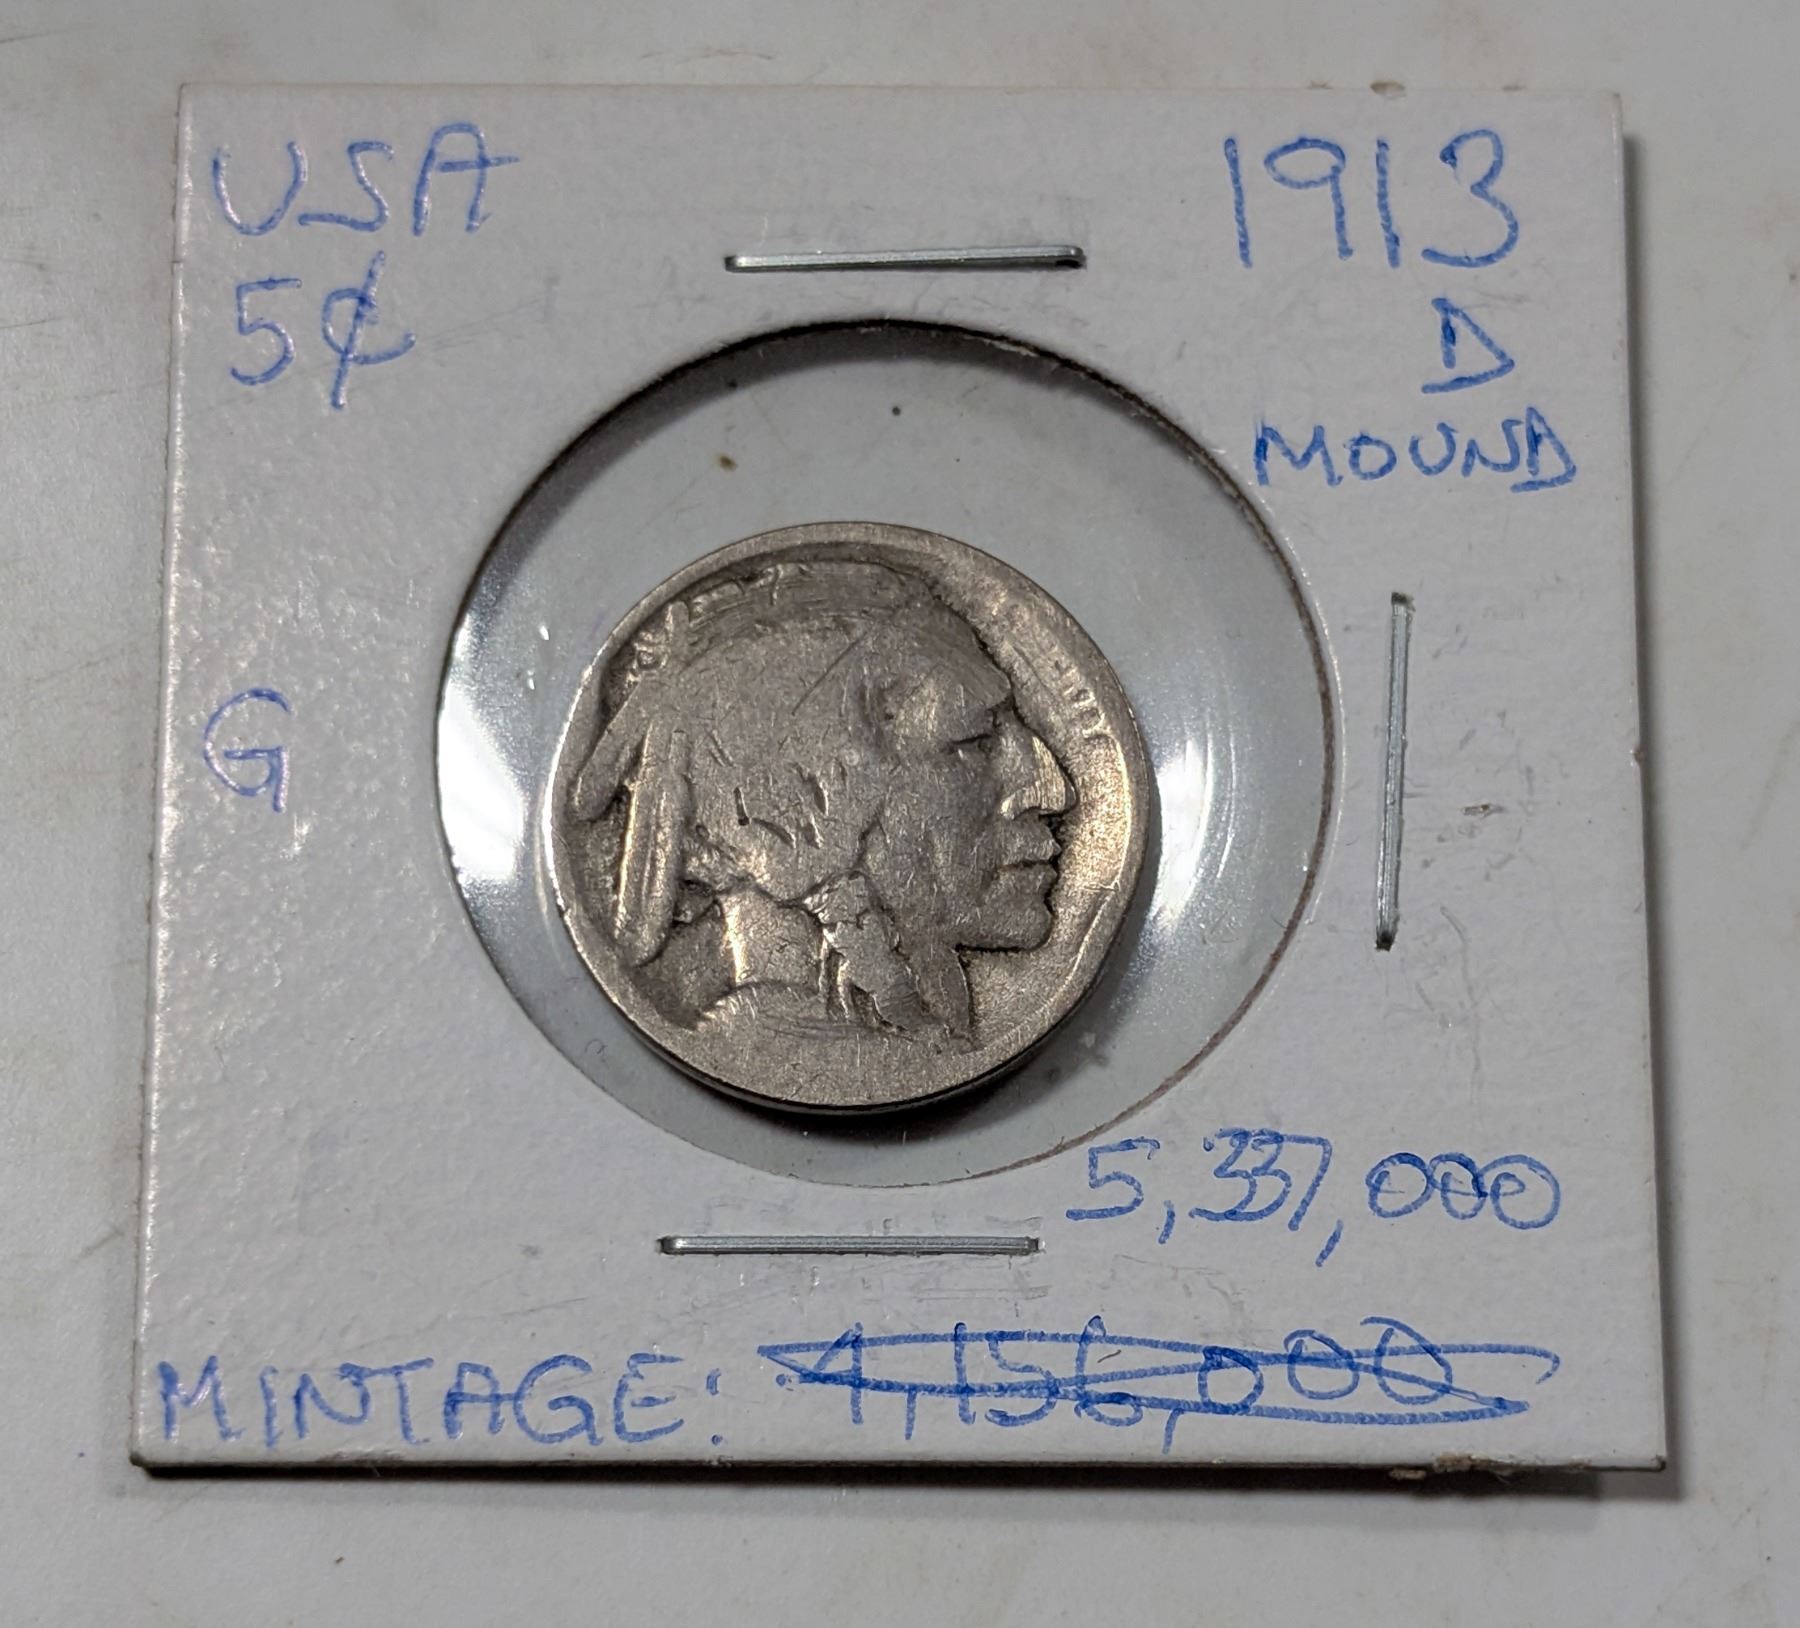 USA
5¢
1913
D
MOUND
G
5,337,000
MINTAGE: 4,156,000